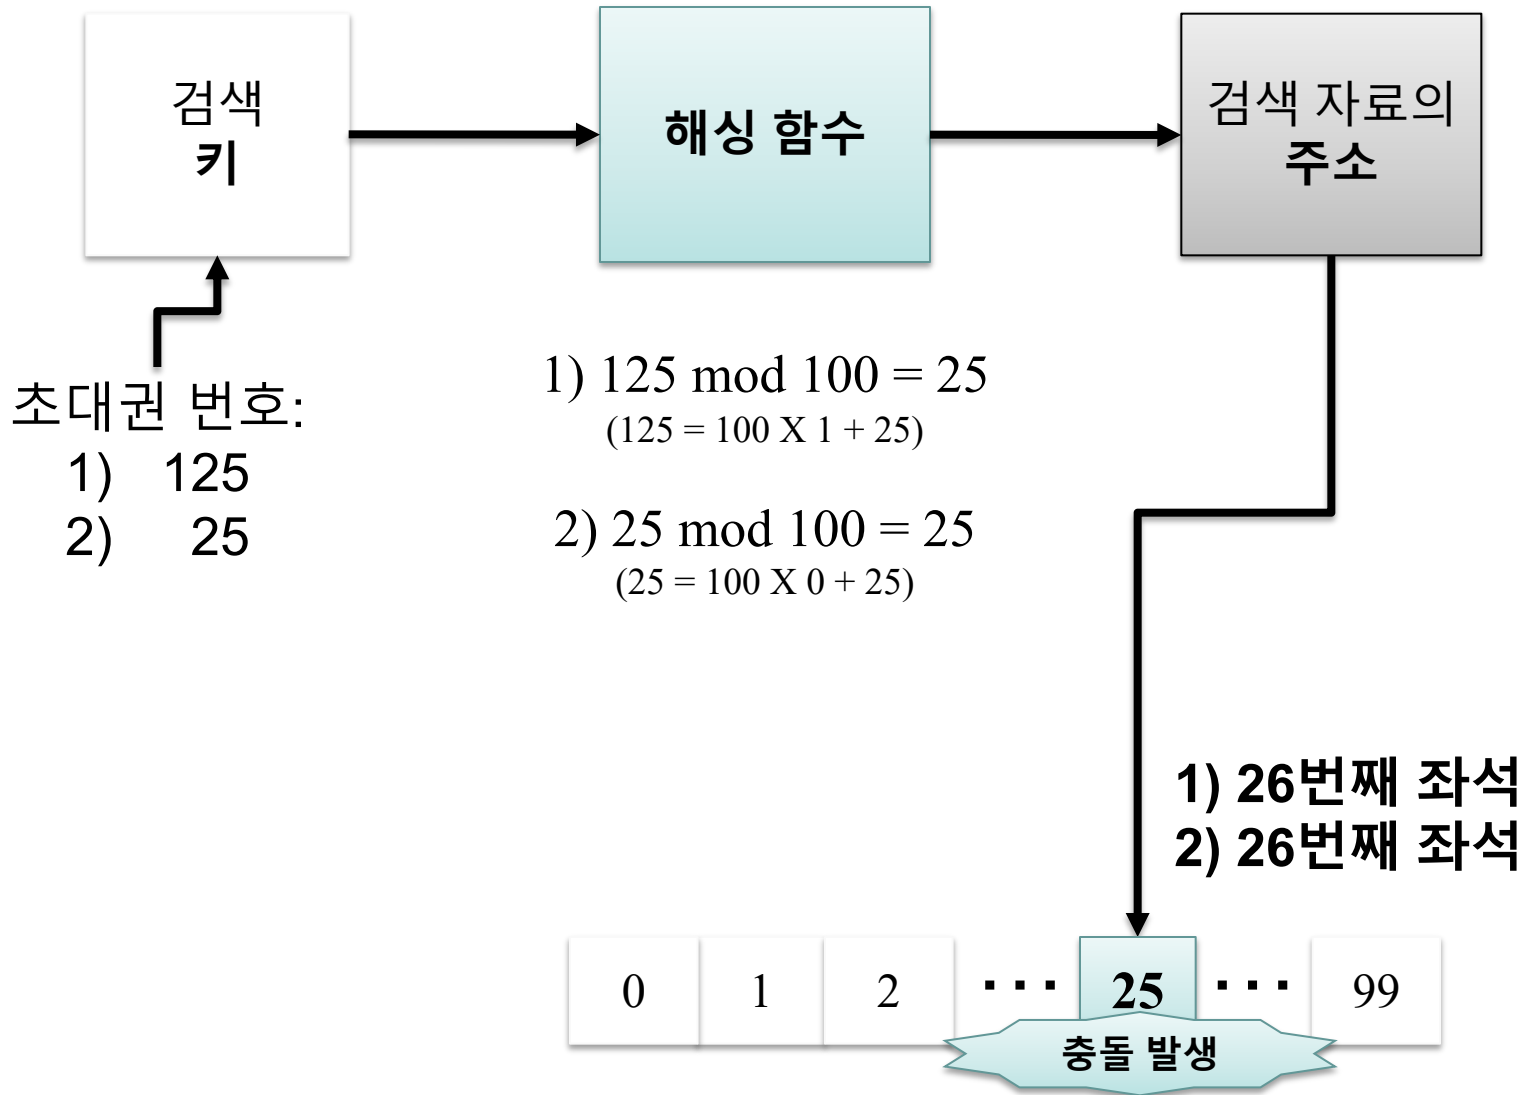 검색
키
해싱 함수
검색 자료의
주소
초대권 번호:
1) 125
2) 25
1) 125 mod 100 = 25
(125 = 100 X 1 + 25)
2) 25 mod 100 = 25
(25 = 100 X 0 + 25)
1) 26번째 좌석
2) 26번째 좌석
0 1 2 ··· 25 ··· 99
충돌 발생